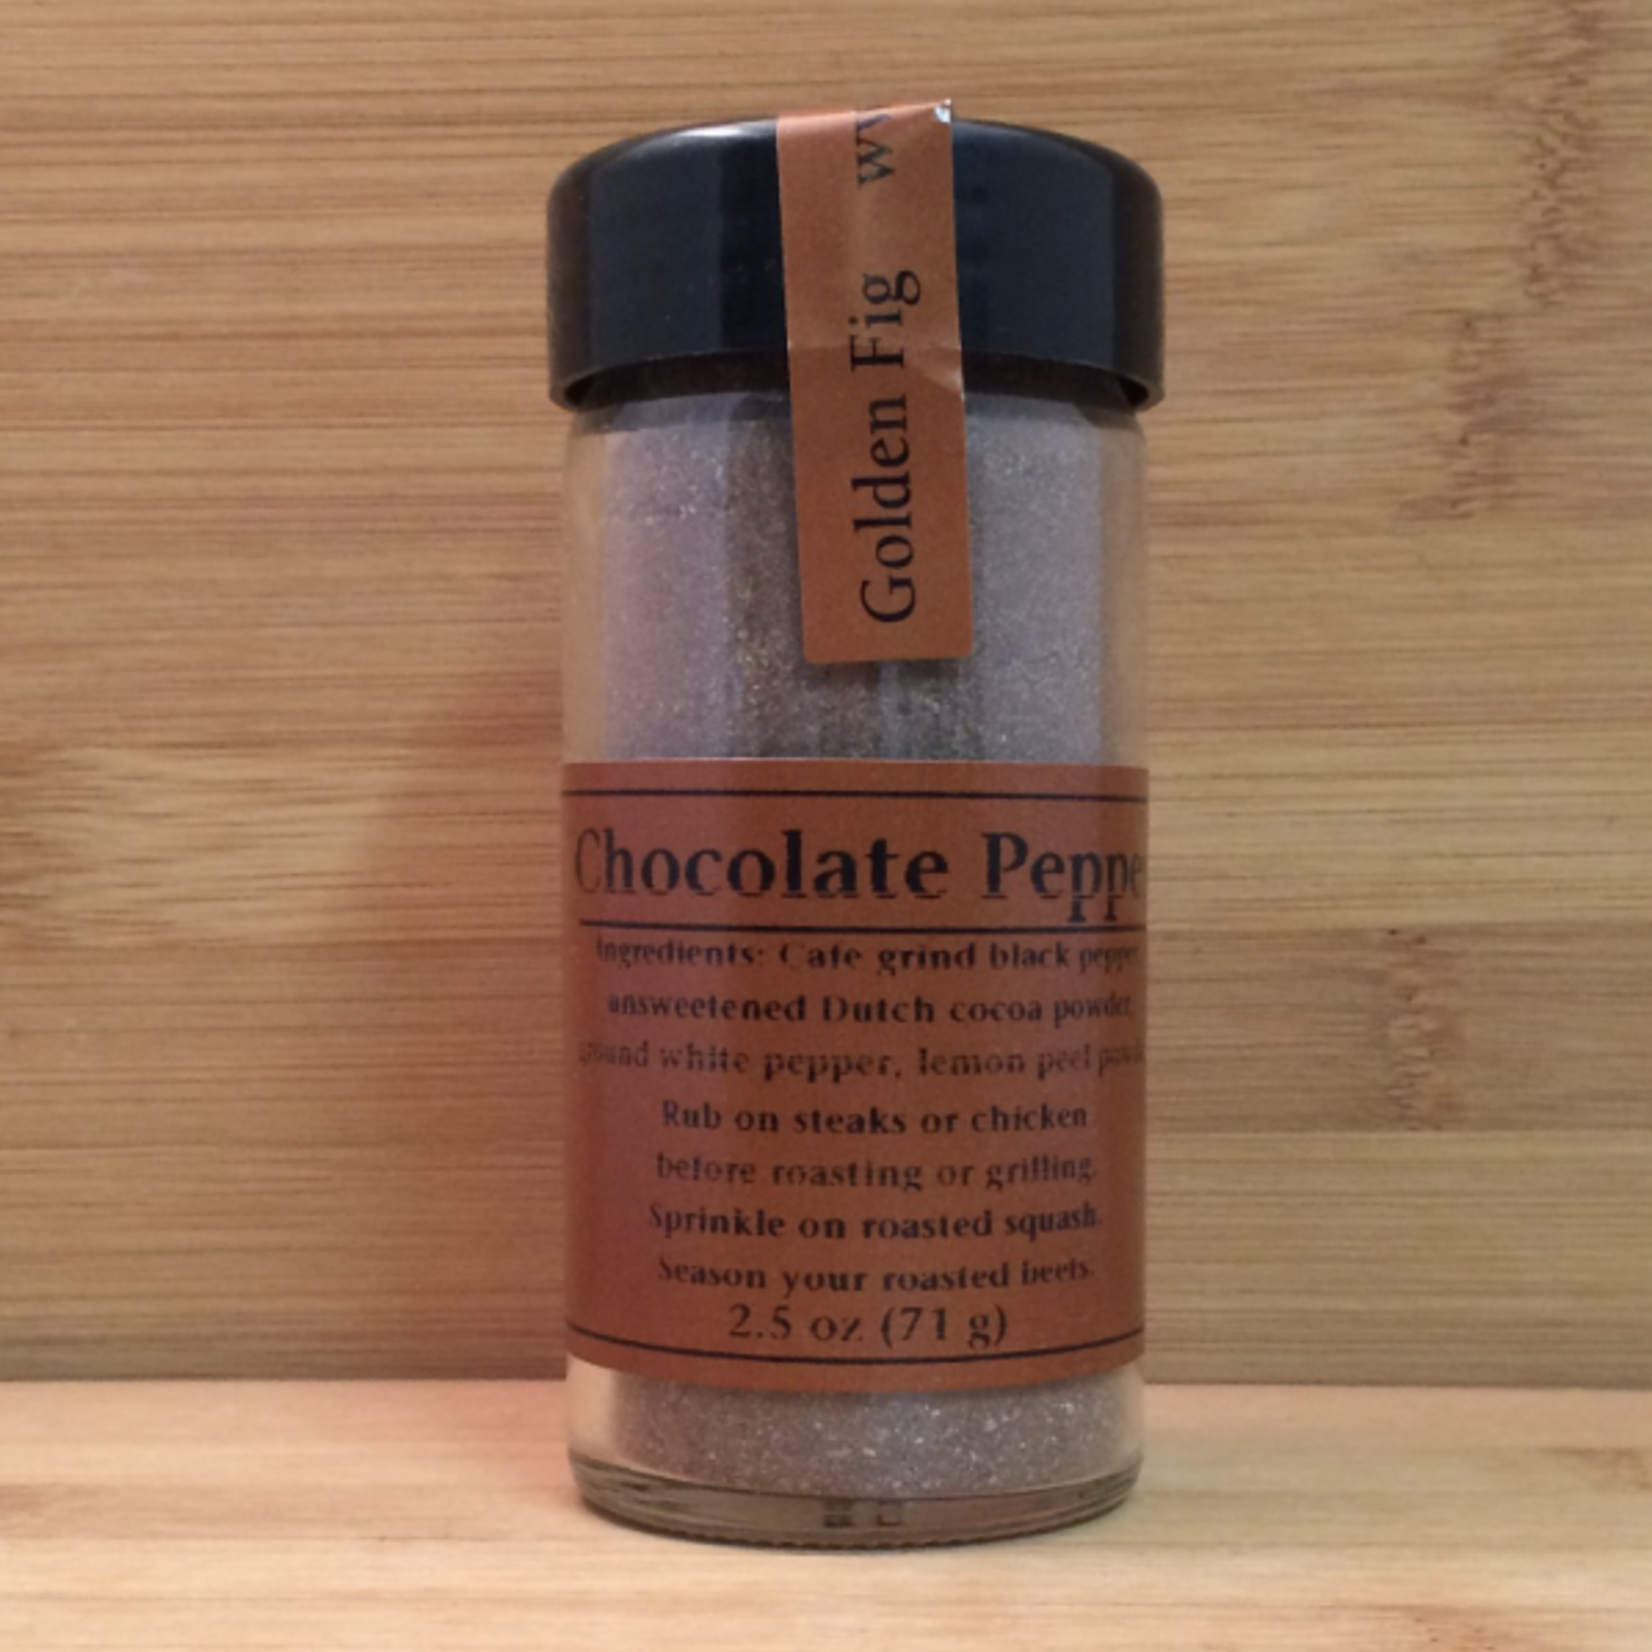 Golden Fig
Chocolate Peppe
Ingredients: Cafe grind black pepper
unsweetened Dutch cocoa powder,
ground white pepper, lemon peel
Rub on steaks or chicken
before roasting or grilling.
Sprinkle on roasted squash.
Season your roasted beets.
2.5 oz (71 g)